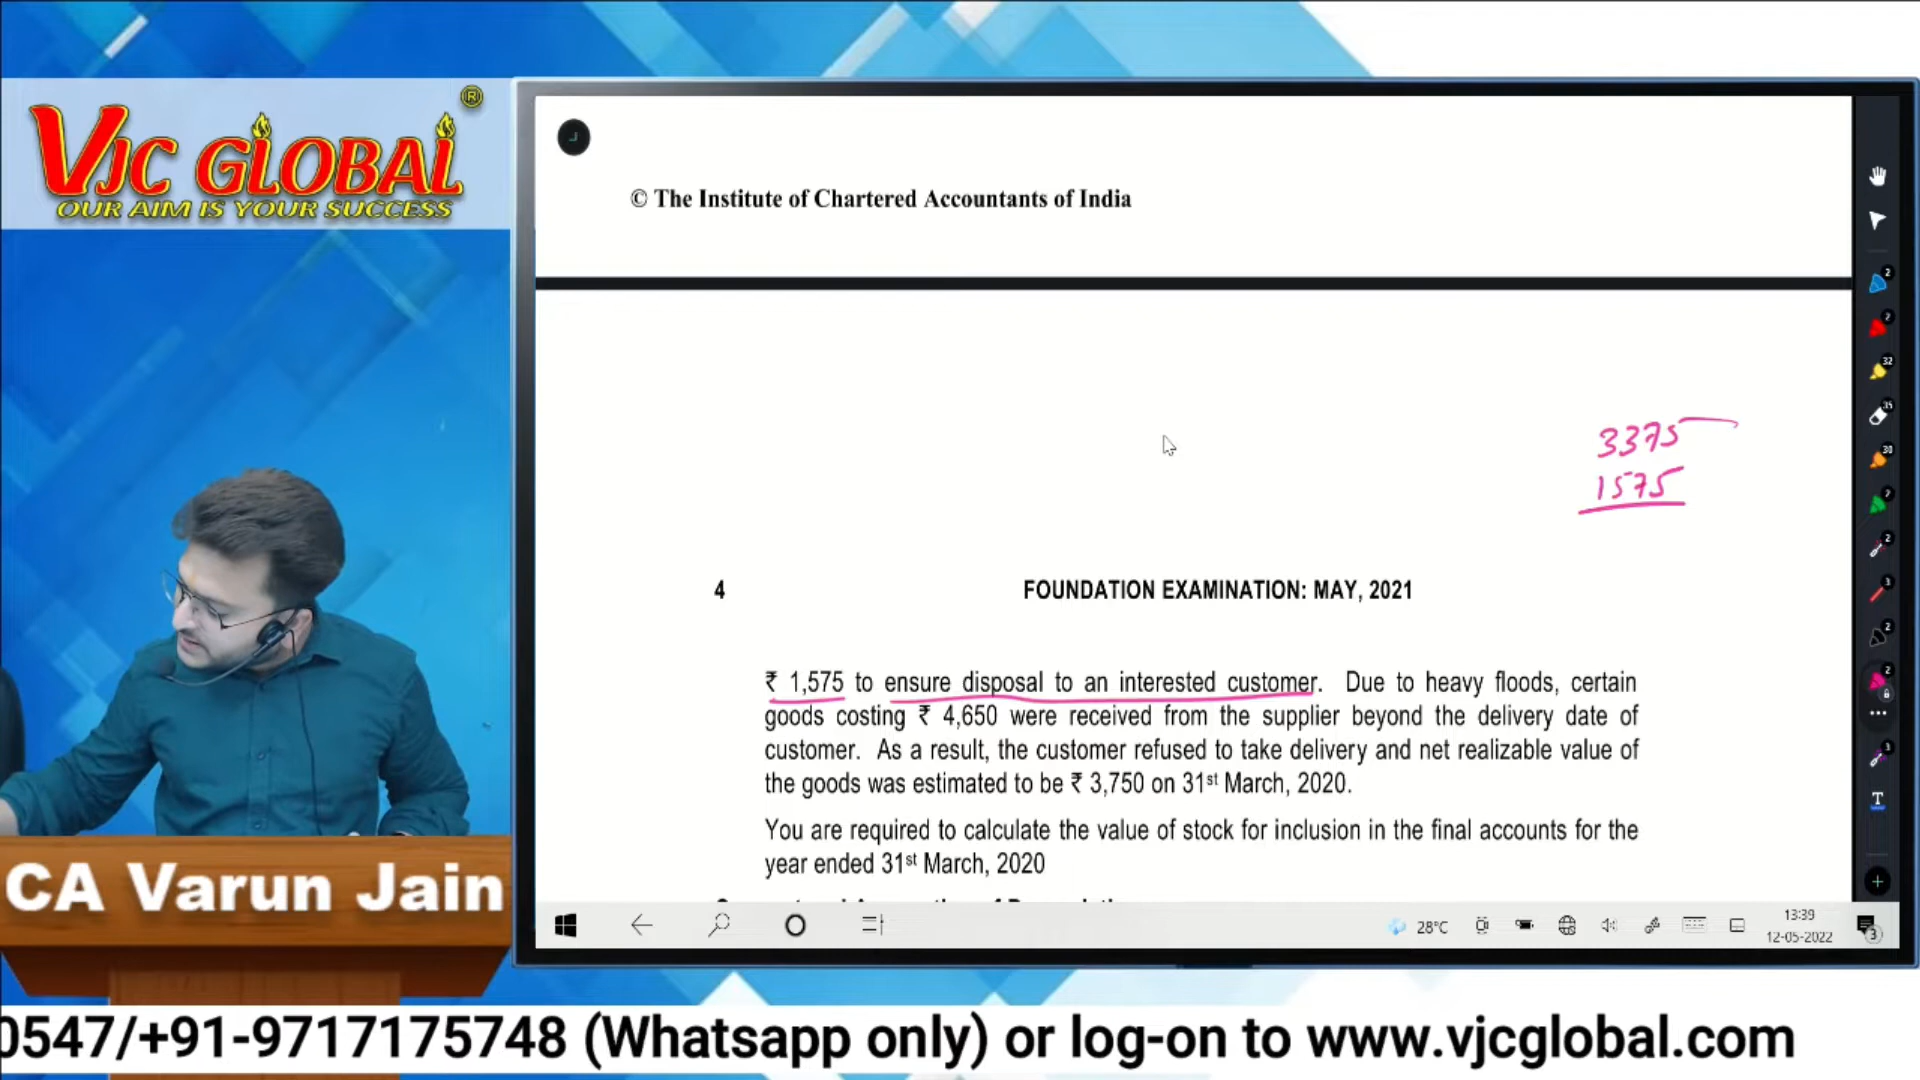 VJC GLOBAL ®
OUR AIM IS YOUR SUCCESS
© The Institute of Chartered Accountants of India
3375
1575
4 FOUNDATION EXAMINATION: MAY, 2021
₹ 1,575 to ensure disposal to an interested customer. Due to heavy floods, certain
goods costing ₹ 4,650 were received from the supplier beyond the delivery date of
customer. As a result, the customer refused to take delivery and net realizable value of
the goods was estimated to be ₹ 3,750 on 31st March, 2020.
You are required to calculate the value of stock for inclusion in the final accounts for the
year ended 31st March, 2020
28°C
13:39
12-05-2022
3
CA Varun Jain
0547/+91-9717175748 (Whatsapp only) or log-on to www.vjcglobal.com